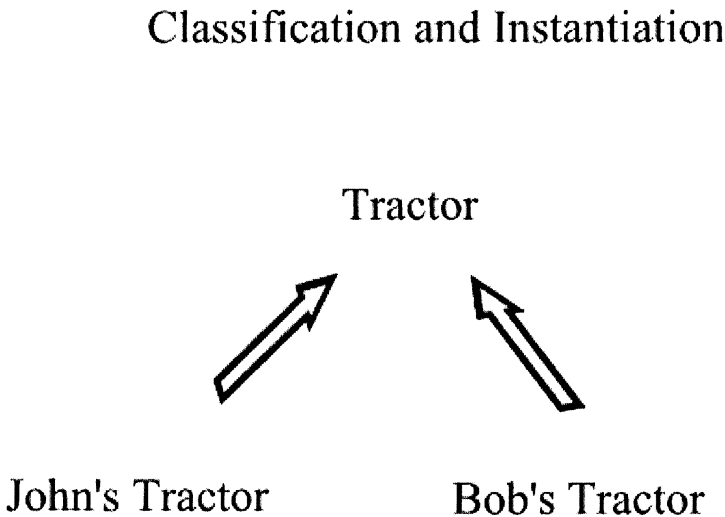 Classification and Instantiation
Tractor
John's Tractor
Bob's Tractor